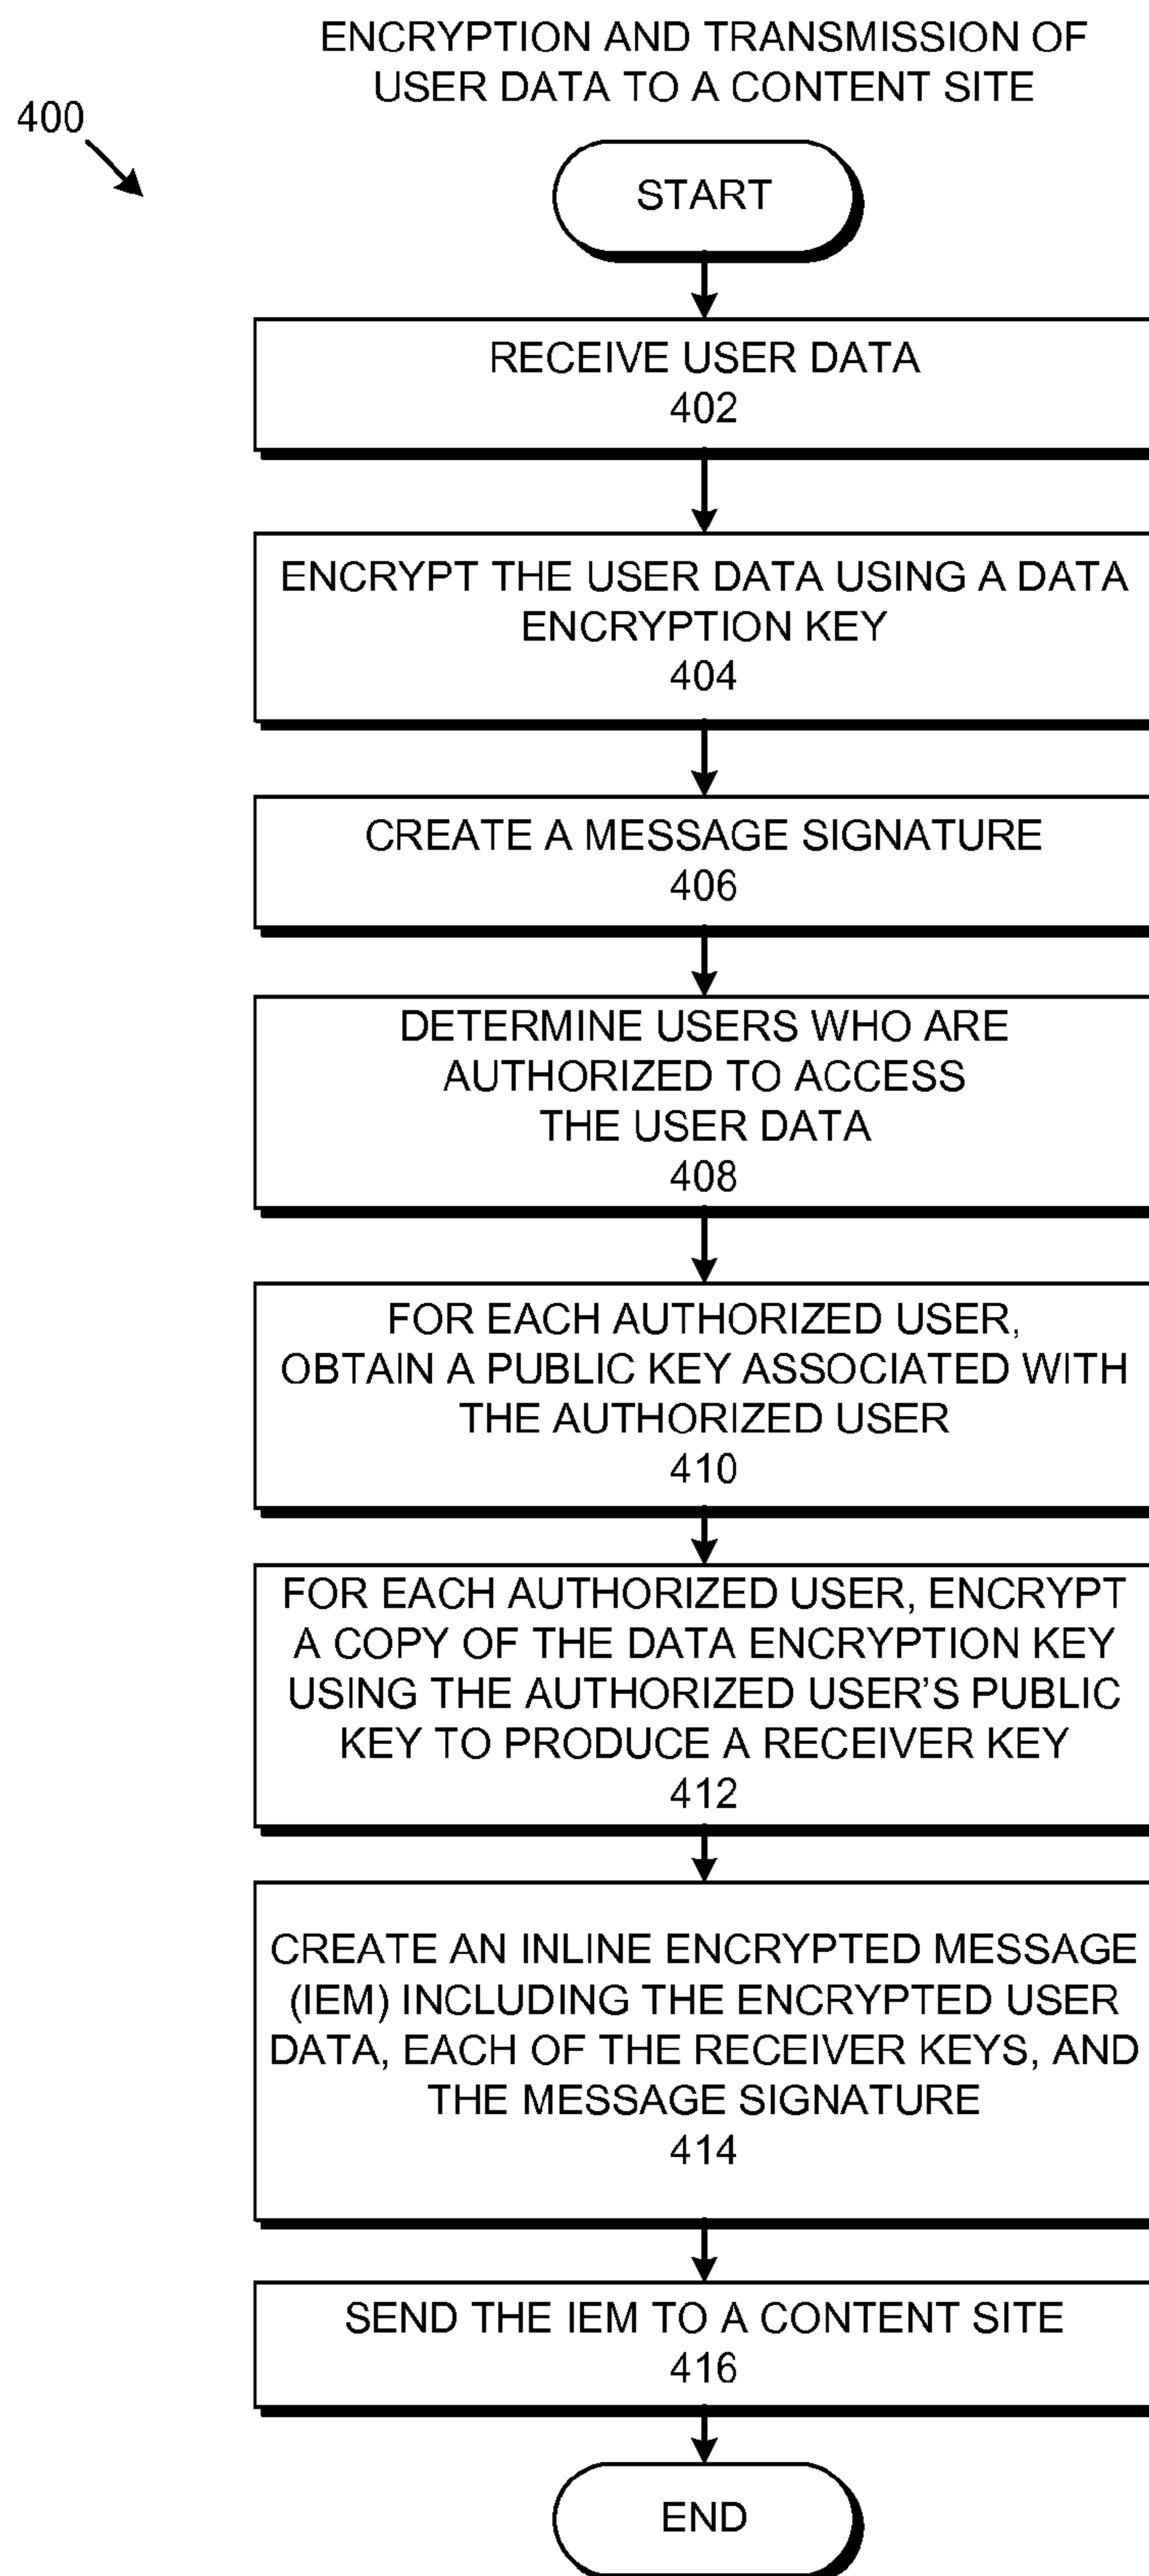 ENCRYPTION AND TRANSMISSION OF
USER DATA TO A CONTENT SITE
400
START
RECEIVE USER DATA
402
ENCRYPT THE USER DATA USING A DATA
ENCRYPTION KEY
404
CREATE A MESSAGE SIGNATURE
406
DETERMINE USERS WHO ARE
AUTHORIZED TO ACCESS
THE USER DATA
408
FOR EACH AUTHORIZED USER,
OBTAIN A PUBLIC KEY ASSOCIATED WITH
THE AUTHORIZED USER
410
FOR EACH AUTHORIZED USER, ENCRYPT
A COPY OF THE DATA ENCRYPTION KEY
USING THE AUTHORIZED USER’S PUBLIC
KEY TO PRODUCE A RECEIVER KEY
412
CREATE AN INLINE ENCRYPTED MESSAGE
(IEM) INCLUDING THE ENCRYPTED USER
DATA, EACH OF THE RECEIVER KEYS, AND
THE MESSAGE SIGNATURE
414
SEND THE IEM TO A CONTENT SITE
416
END